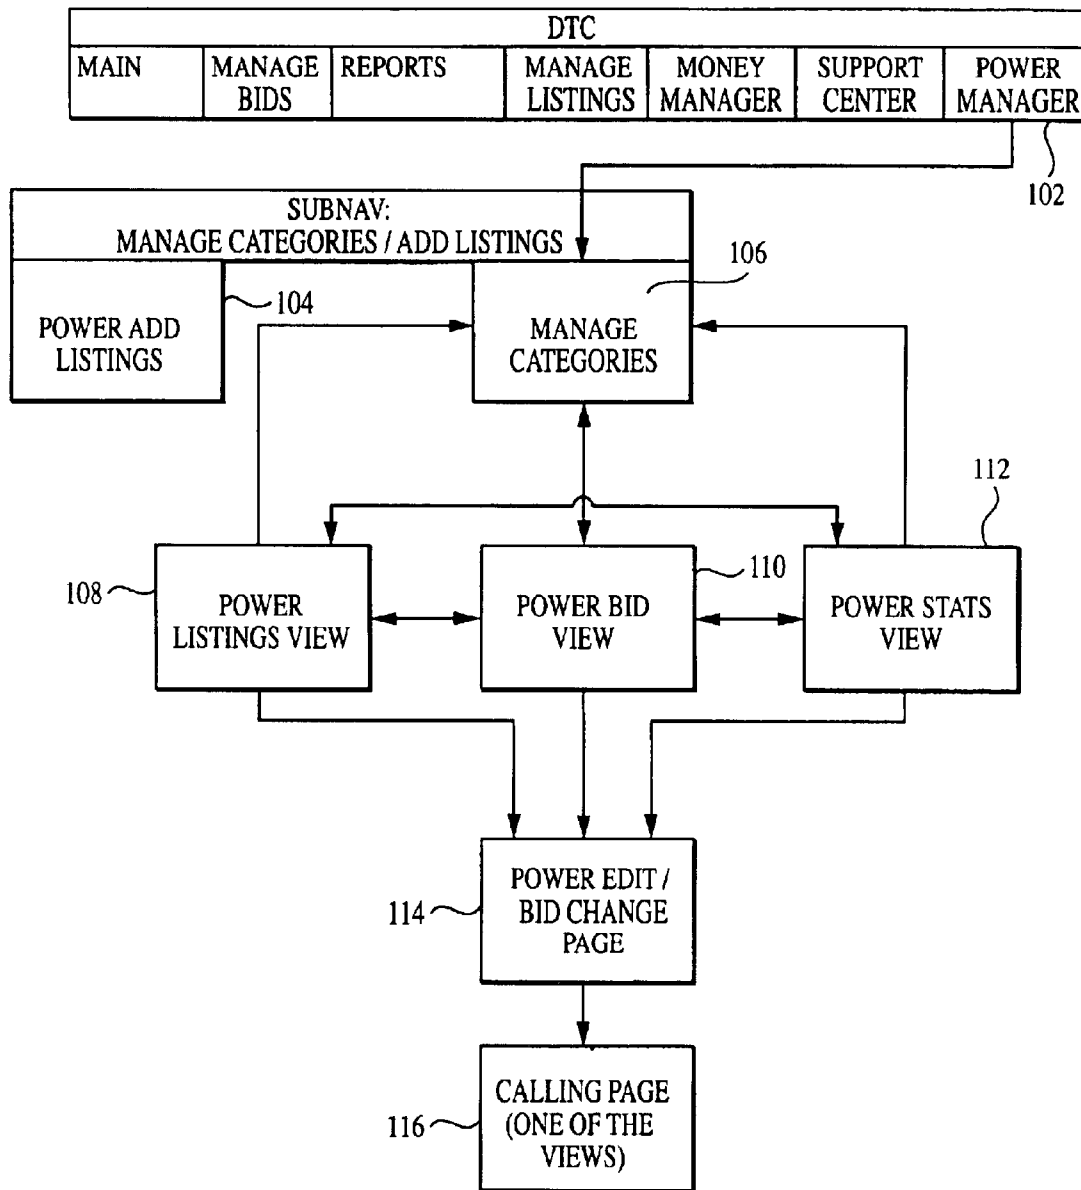 DTC
MAIN
MANAGE
BIDS
REPORTS
MANAGE
LISTINGS
MONEY
MANAGER
SUPPORT
CENTER
POWER
MANAGER
102
SUBNAV:
MANAGE CATEGORIES / ADD LISTINGS
106
104
POWER ADD
LISTINGS
MANAGE
CATEGORIES
112
108
110
POWER
LISTINGS VIEW
POWER BID
VIEW
POWER STATS
VIEW
114
POWER EDIT /
BID CHANGE
PAGE
116
CALLING PAGE
(ONE OF THE
VIEWS)